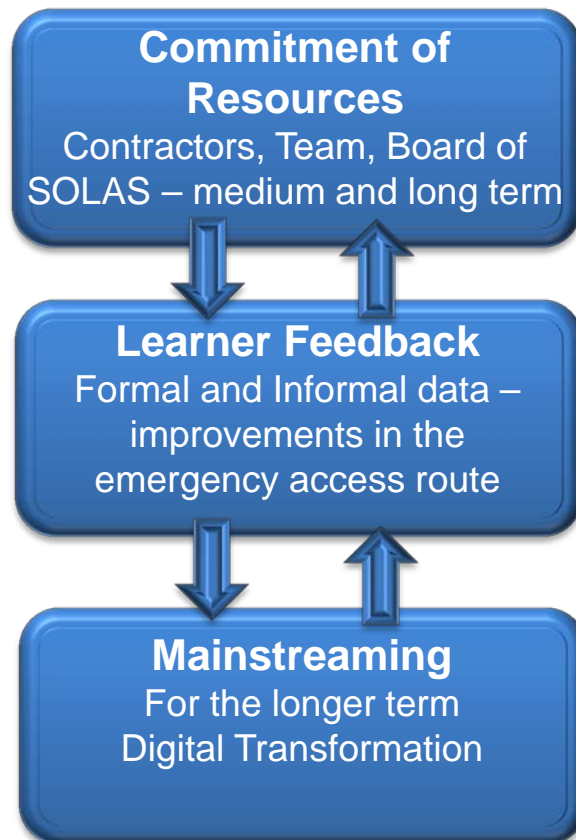 Commitment of
Resources
Contractors, Team, Board of
SOLAS – medium and long term
Learner Feedback
Formal and Informal data –
improvements in the
emergency access route
Mainstreaming
For the longer term
Digital Transformation